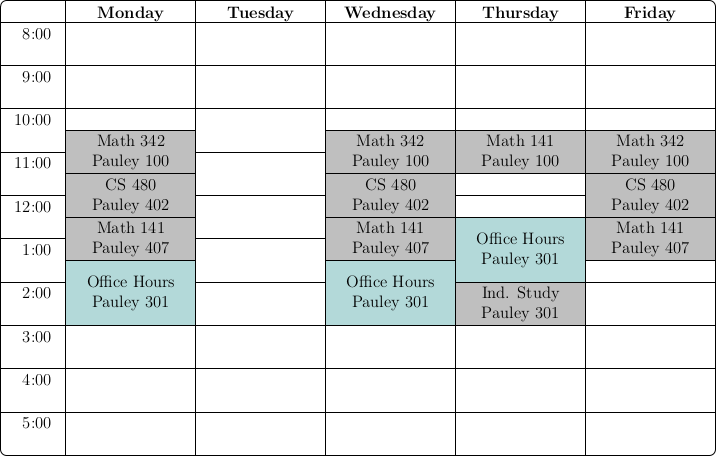 Monday Tuesday Wednesday Thursday Friday
8:00
9:00
10:00
Math 342 Math 342 Math 141 Math 342
Pauley 100 Pauley 100 Pauley 100 Pauley 100
11:00
CS 480 CS 480 CS 480
Pauley 402 Pauley 402 Pauley 402
12:00
Math 141 Math 141 Math 141
Office Hours
Pauley 407 Pauley 407 Pauley 407
1:00
Pauley 301
Office Hours Office Hours
2:00
Ind. Study
Pauley 301 Pauley 301
Pauley 301
3:00
4:00
5:00